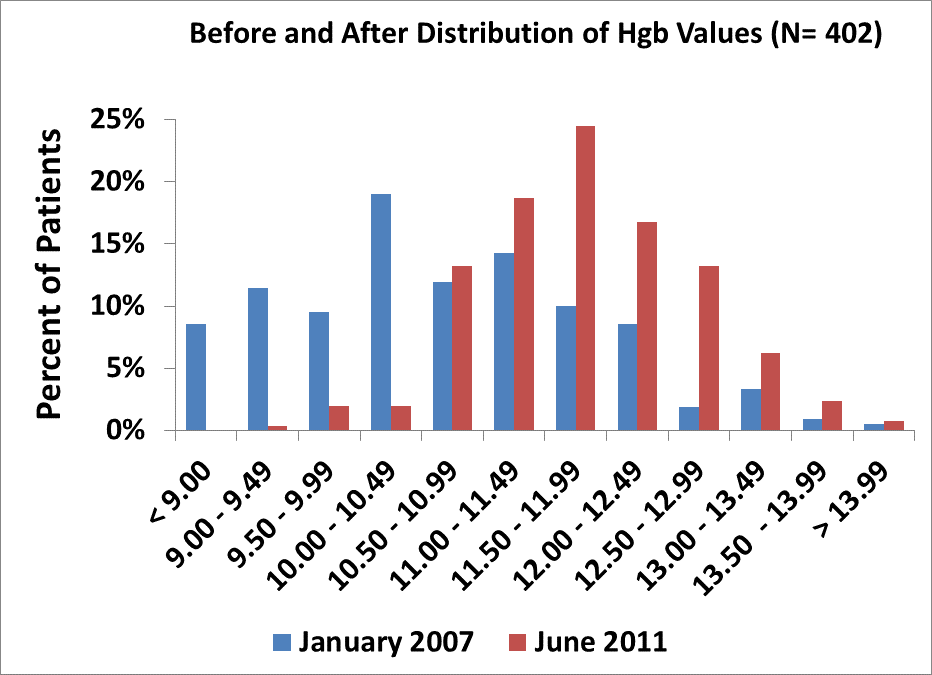 Before and After Distribution of Hgb Values (N= 402)
Percent of Patients
25%
20%
15%
10%
5%
0%
< 9.00
9.00 - 9.49
9.50 - 9.99
10.00 - 10.49
10.50 - 10.99
11.00 - 11.49
11.50 - 11.99
12.00 - 12.49
12.50 - 12.99
13.00 - 13.49
13.50 - 13.99
> 13.99
January 2007
June 2011